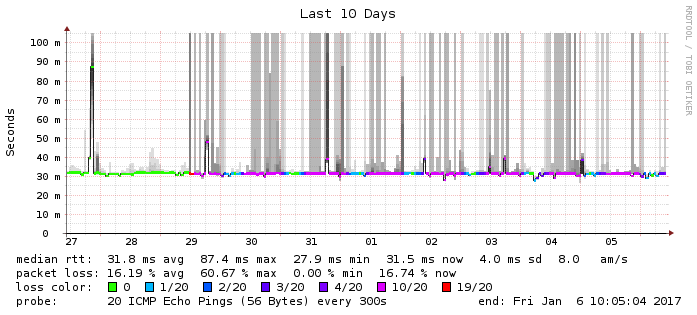 Last 10 Days
RRDTOOL / TOBI OETIKER
Seconds
100 m
90 m
80 m
70 m
60 m
50 m
40 m
30 m
20 m
10 m
0
27 28 29 30 31 01 02 03 04 05
median rtt: 31.8 ms avg 87.4 ms max 27.9 ms min 31.5 ms now 4.0 ms sd 8.0 am/s
packet loss: 16.19 % avg 60.67 % max 0.00 % min 16.74 % now
loss color: 0 1/20 2/20 3/20 4/20 10/20 19/20
probe: 20 ICMP Echo Pings (56 Bytes) every 300s end: Fri Jan 6 10:05:04 2017